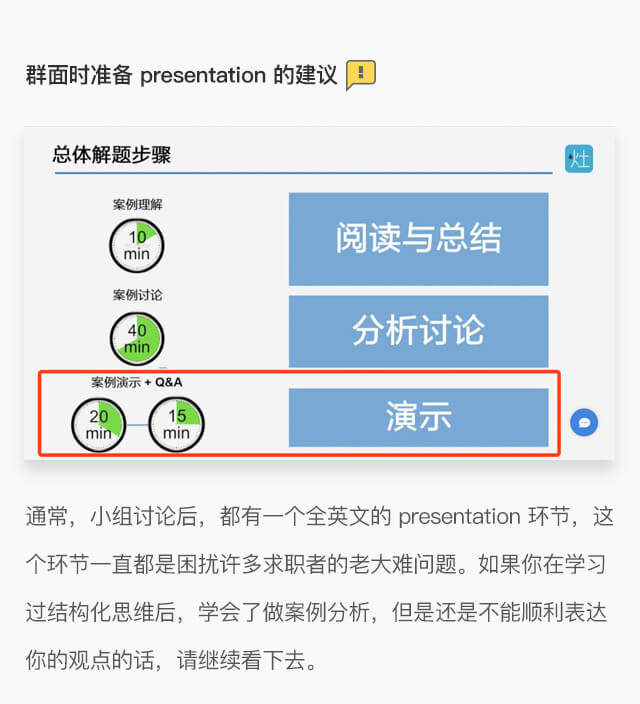 群面时准备 presentation 的建议
总体解题步骤
灶
案例理解
10
min
阅读与总结
案例讨论
40
min
分析讨论
案例演示 + Q&A
20
min
15
min
演示
通常，小组讨论后，都有一个全英文的 presentation 环节，这
个环节一直都是困扰许多求职者的老大难问题。如果你在学习
过结构化思维后，学会了做案例分析，但是还是不能顺利表达
你的观点的话，请继续看下去。